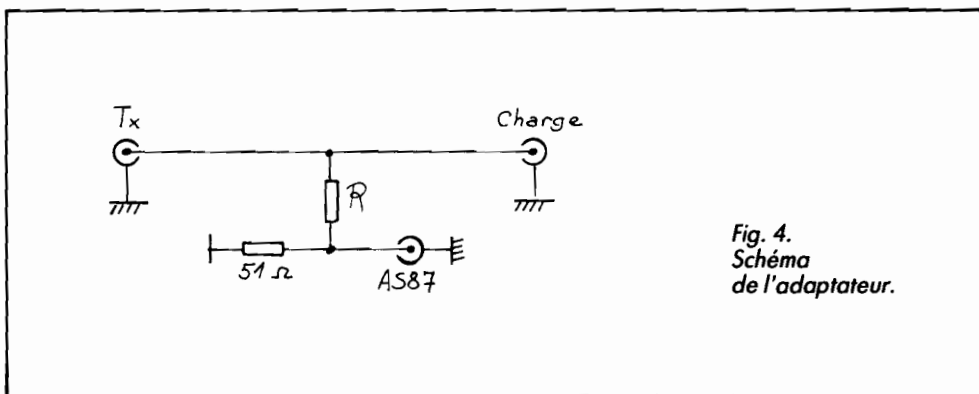 Tx
Charge
R
51 Ω
AS87
Fig. 4.
Schéma
de l'adaptateur.